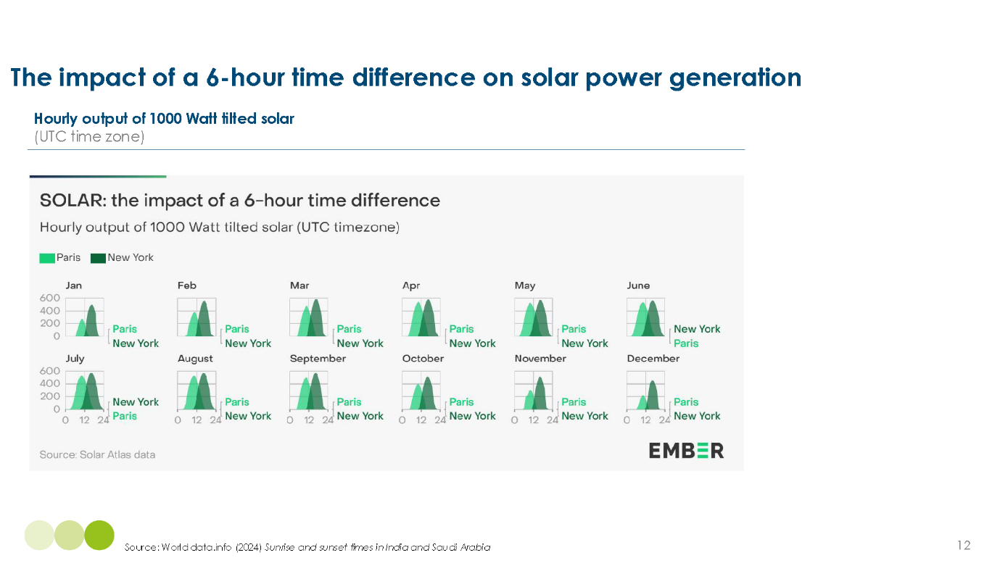 The impact of a 6-hour time difference on solar power generation
Hourly output of 1000 Watt tilted solar
(UTC time zone)
SOLAR: the impact of a 6-hour time difference
Hourly output of 1000 Watt tilted solar (UTC timezone)
Paris New York
Jan Feb Mar Apr May June
600
400
200
0
Paris Paris Paris Paris Paris New York
New York New York New York New York New York Paris
July August September October November December
600
400
200
0
New York Paris Paris Paris Paris Paris
Paris New York New York New York New York New York
0 12 24 0 12 24 0 12 24 0 12 24 0 12 24 0 12 24
Source: Solar Atlas data
EMBER
Source: World data.info (2024) Sunrise and sunset times in India and Saudi Arabia
12